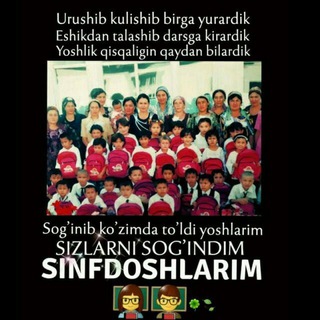 Urushib kulishib birga yurardik
Eshikdan talashib darsga kirardik
Yoshlik qisqaligin qaydan bilardik
Sog'inib ko'zimda to'ldi yoshlarim
SIZLARNI SOG'INDIM
SINFDOSHLARIM